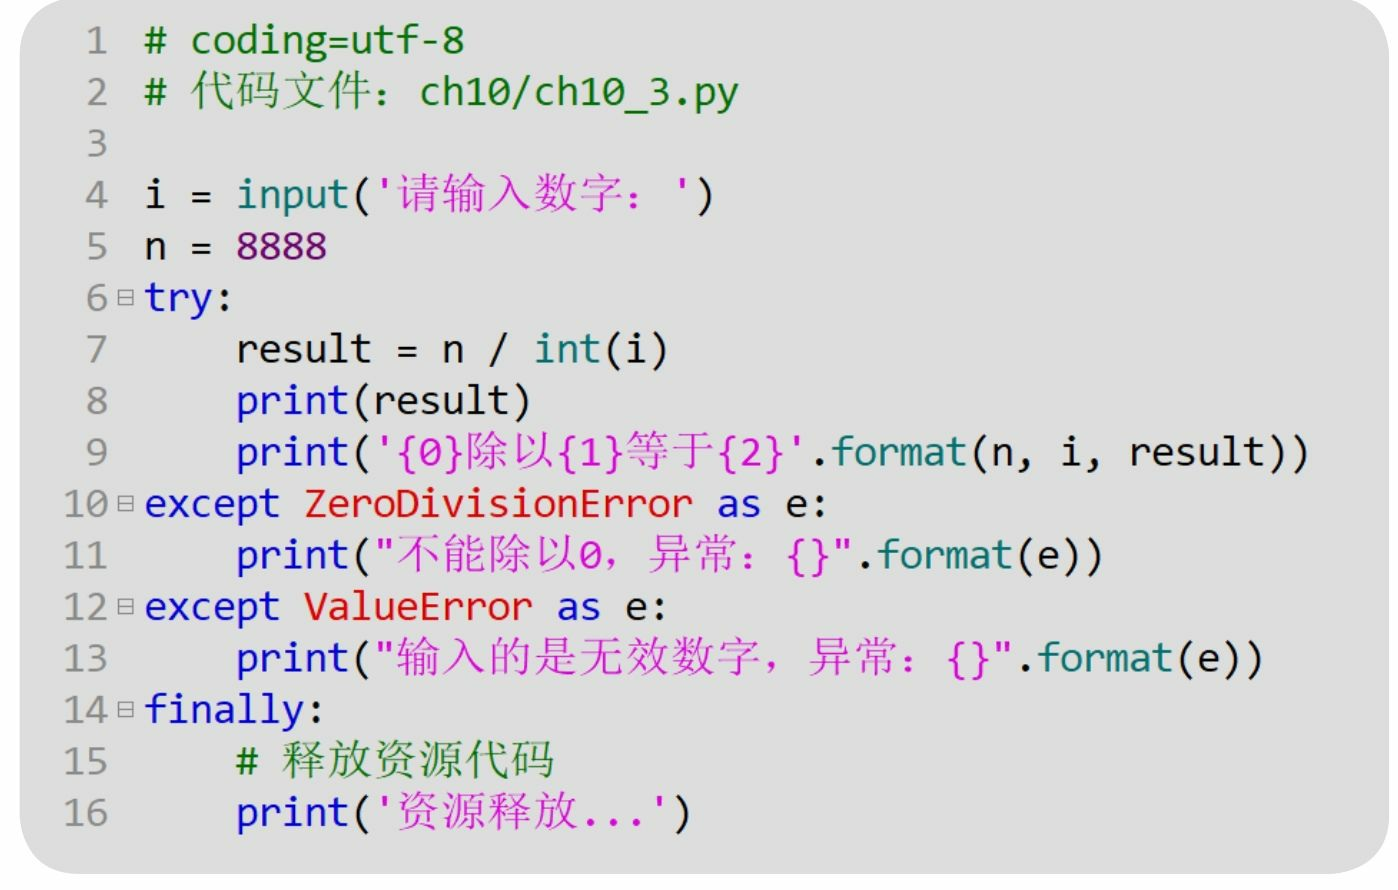 1 # coding=utf-8
2 # 代码文件：ch10/ch10_3.py
3
4 i = input('请输入数字：')
5 n = 8888
6 try:
7     result = n / int(i)
8     print(result)
9     print('{0}除以{1}等于{2}'.format(n, i, result))
10 except ZeroDivisionError as e:
11     print("不能除以0，异常：{}".format(e))
12 except ValueError as e:
13     print("输入的是无效数字，异常：{}".format(e))
14 finally:
15     # 释放资源代码
16     print('资源释放...')